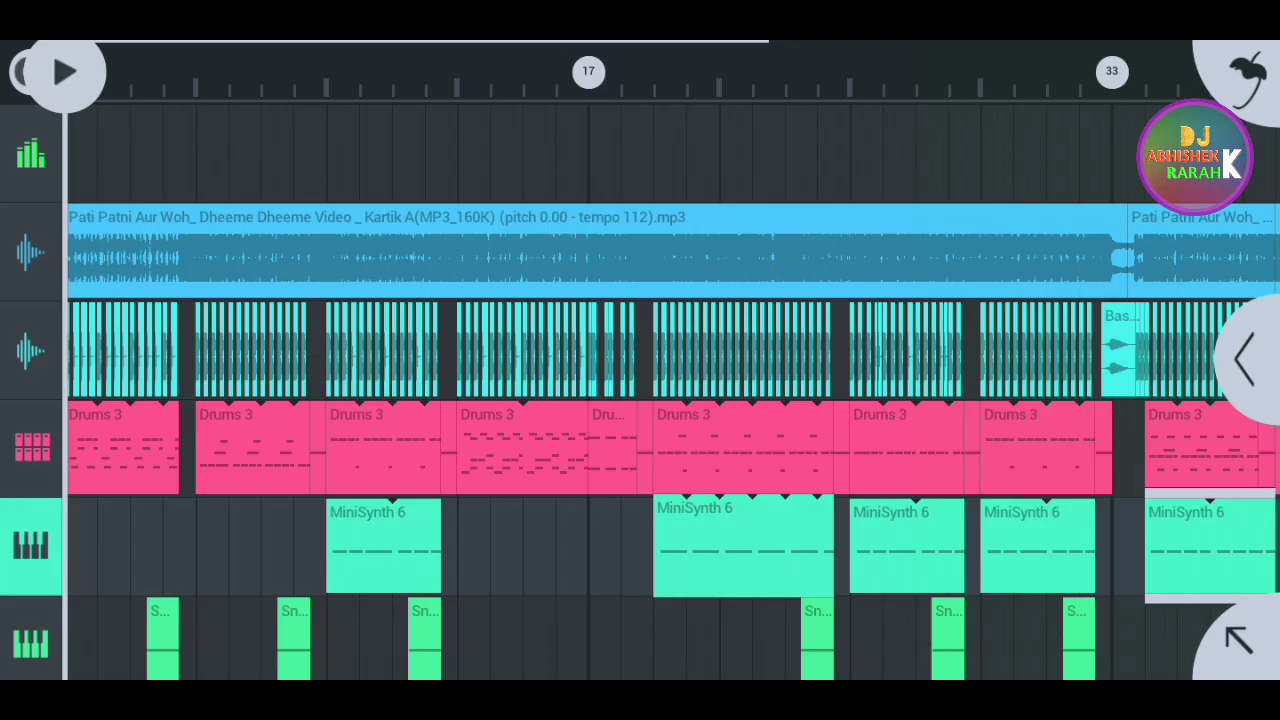 17
33
DJ
ABHISHEK K
RARAH
Pati Patni Aur Woh_ Dheeme Dheeme Video _ Kartik A(MP3_160K) (pitch 0.00 - tempo 112).mp3
Pati Patni Aur Woh_ ...
Bas...
Drums 3
Drums 3
Drums 3
Drums 3
Dru...
Drums 3
Drums 3
Drums 3
Drums 3
MiniSynth 6
MiniSynth 6
MiniSynth 6
MiniSynth 6
MiniSynth 6
S...
Sn...
Sn...
Sn...
Sn...
S...